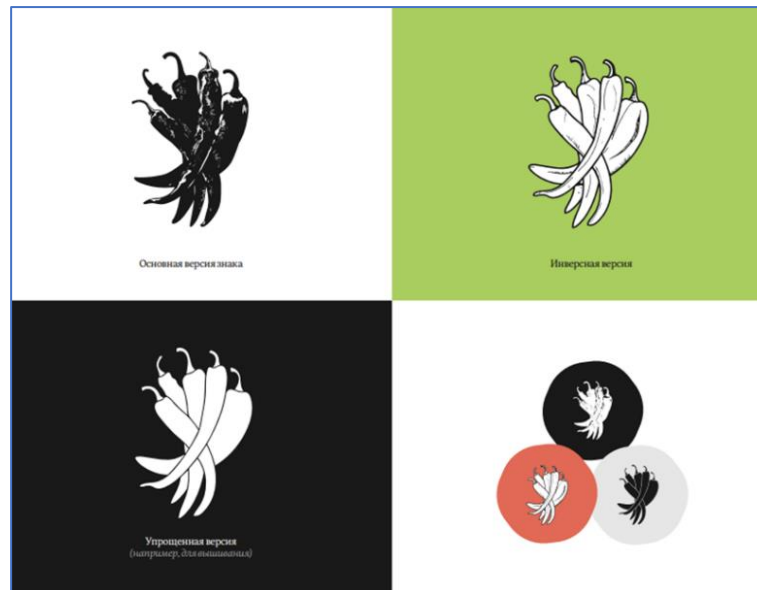 Основная версия знака
Инверсная версия
Упрощенная версия
(например, для вышивания)